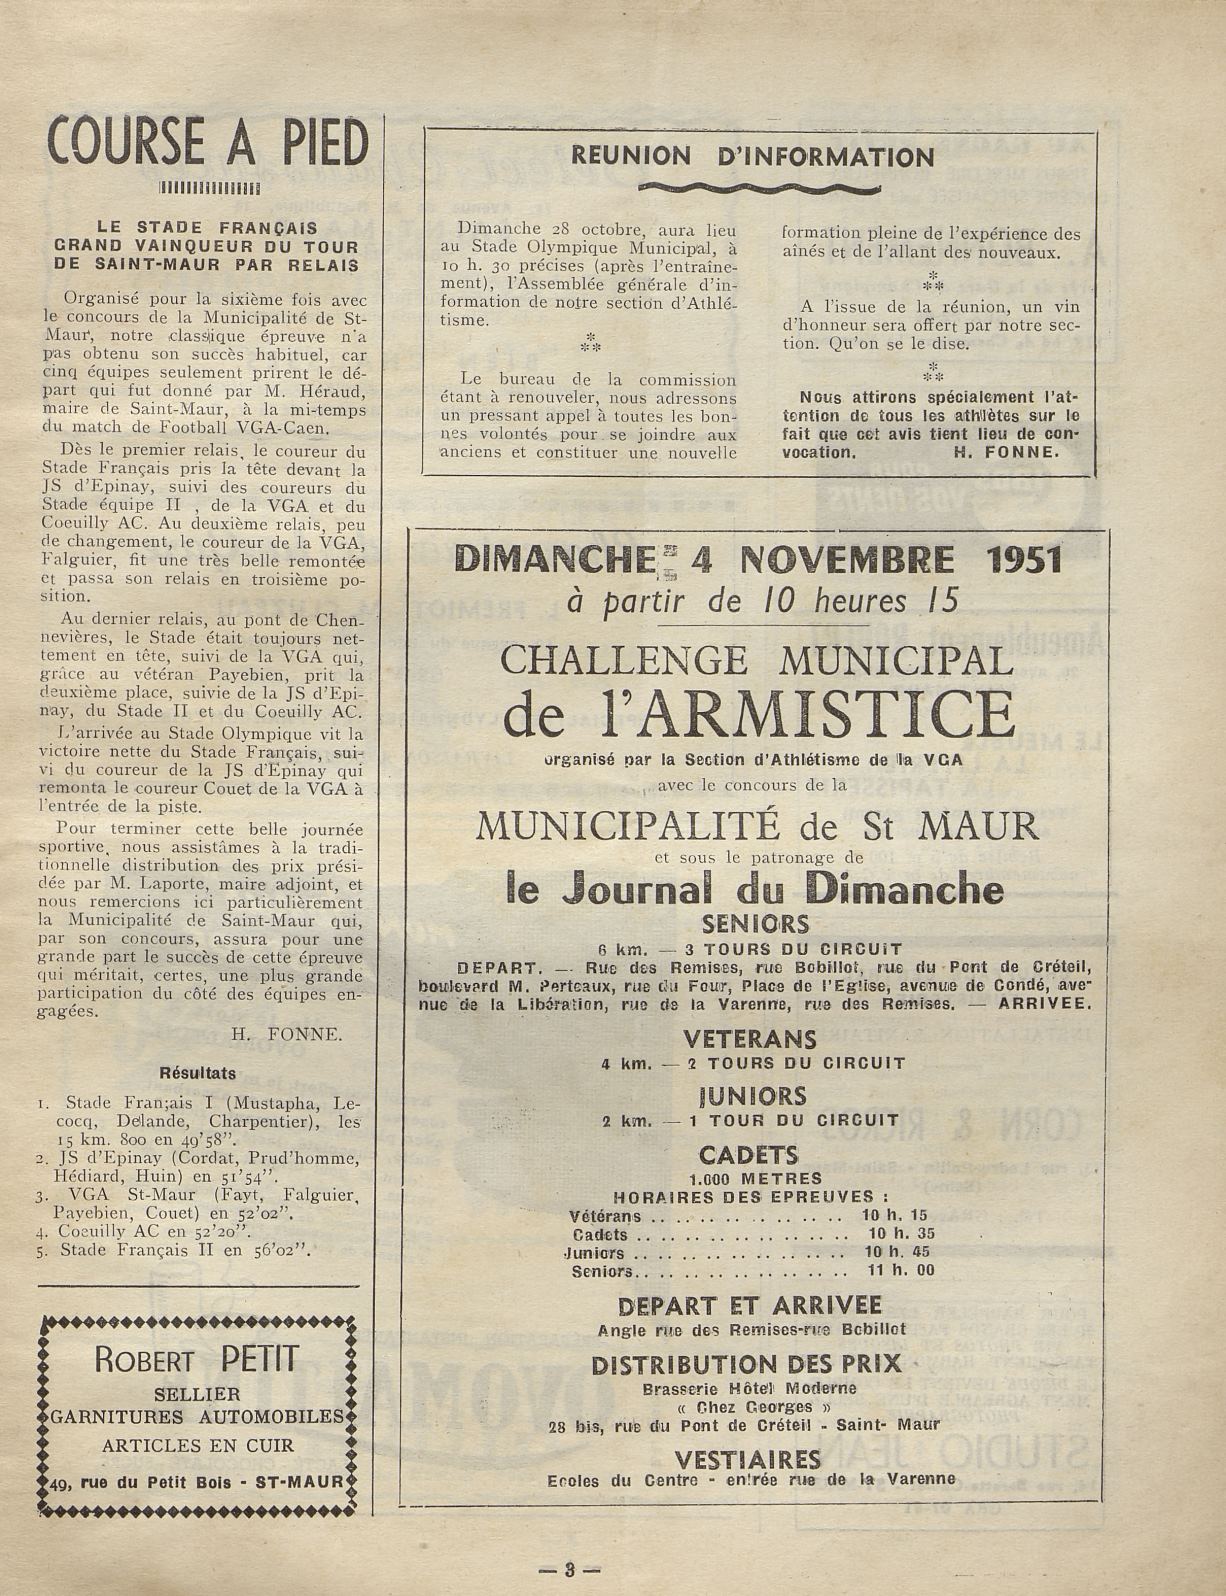 COURSE A PIED
LE STADE FRANÇAIS
GRAND VAINQUEUR DU TOUR
DE SAINT-MAUR PAR RELAIS
Organisé pour la sixième fois avec
le concours de la Municipalité de St-
Maur, notre classique épreuve n'a
pas obtenu son succès habituel, car
cinq équipes seulement prirent le dé-
part qui fut donné par M. Héraud,
maire de Saint-Maur, à la mi-temps
du match de Football VGA-Caen.
Dès le premier relais, le coureur du
Stade Français pris la tête devant la
JS d'Epinay, suivi des coureurs du
Stade équipe II , de la VGA et du
Coeuilly AC. Au deuxième relais, peu
de changement, le coureur de la VGA,
Falguier, fit une très belle remontée
et passa son relais en troisième po-
sition.
Au dernier relais, au pont de Chen-
nevières, le Stade était toujours net-
tement en tête, suivi de la VGA qui,
grâce au vétéran Payebien, prit la
deuxième place, suivie de la JS d'Epi-
nay, du Stade II et du Coeuilly AC.
L'arrivée au Stade Olympique vit la
victoire nette du Stade Français, sui-
vi du coureur de la JS d'Epinay qui
remonta le coureur Couet de la VGA à
l'entrée de la piste.
Pour terminer cette belle journée
sportive, nous assistâmes à la tradi-
tionnelle distribution des prix prési-
dée par M. Laporte, maire adjoint, et
nous remercions ici particulièrement
la Municipalité de Saint-Maur qui,
par son concours, assura pour une
grande part le succès de cette épreuve
qui méritait, certes, une plus grande
participation du côté des équipes en-
gagées.
H. FONNE.
Résultats
1. Stade Français I (Mustapha, Le-
cocq, Dellande, Charpentier), les
15 km. 800 en 49'58".
2. JS d'Epinay (Cordat, Prud'homme,
Hédiard, Huin) en 51'54".
3. VGA St-Maur (Fayt, Falguier,
Payebien, Couet) en 52'02".
4. Coeuilly AC en 52'20".
5. Stade Français II en 56'02".
ROBERT PETIT
SELLIER
GARNITURES AUTOMOBILES
ARTICLES EN CUIR
49, rue du Petit Bois - ST-MAUR
REUNION D'INFORMATION
Dimanche 28 octobre, aura lieu
au Stade Olympique Municipal, à
10 h. 30 précises (après l'entraîne-
ment), l'Assemblée générale d'in-
formation de notre section d'Athlé-
tisme.
*
**
Le bureau de la commission
étant à renouveler, nous adressons
un pressant appel à toutes les bon-
nes volontés pour se joindre aux
anciens et constituer une nouvelle
formation pleine de l'expérience des
aînés et de l'allant des nouveaux.
*
**
A l'issue de la réunion, un vin
d'honneur sera offert par notre sec-
tion. Qu'on se le dise.
*
**
Nous attirons spécialement l'at-
tention de tous les athlètes sur le
fait que cet avis tient lieu de con-
vocation. H. FONNE.
DIMANCHE 4 NOVEMBRE 1951
à partir de 10 heures 15
CHALLENGE MUNICIPAL
de l'ARMISTICE
organisé par la Section d'Athlétisme de la VGA
avec le concours de la
MUNICIPALITÉ de St MAUR
et sous le patronage de
le Journal du Dimanche
SENIORS
6 km. — 3 TOURS DU CIRCUIT
DEPART. — Rue des Remises, rue Bobillot, rue du Pont de Créteil,
boulevard M. Berteaux, rue du Four, Place de l'Eglise, avenue de Condé, ave-
nue de la Libération, rue de la Varenne, rue des Remises. — ARRIVEE.
VETERANS
4 km. — 2 TOURS DU CIRCUIT
JUNIORS
2 km. — 1 TOUR DU CIRCUIT
CADETS
1.000 METRES
HORAIRES DES EPREUVES :
Vétérans .................. 10 h. 15
Cadets .................. 10 h. 35
Juniors .................. 10 h. 45
Seniors .................. 11 h. 00
DEPART ET ARRIVEE
Angle rue des Remises-rue Bobillot
DISTRIBUTION DES PRIX
Brasserie Hôtel Moderne
« Chez Georges »
28 bis, rue du Pont de Créteil - Saint- Maur
VESTIAIRES
Ecoles du Centre - entrée rue de la Varenne
— 3 —